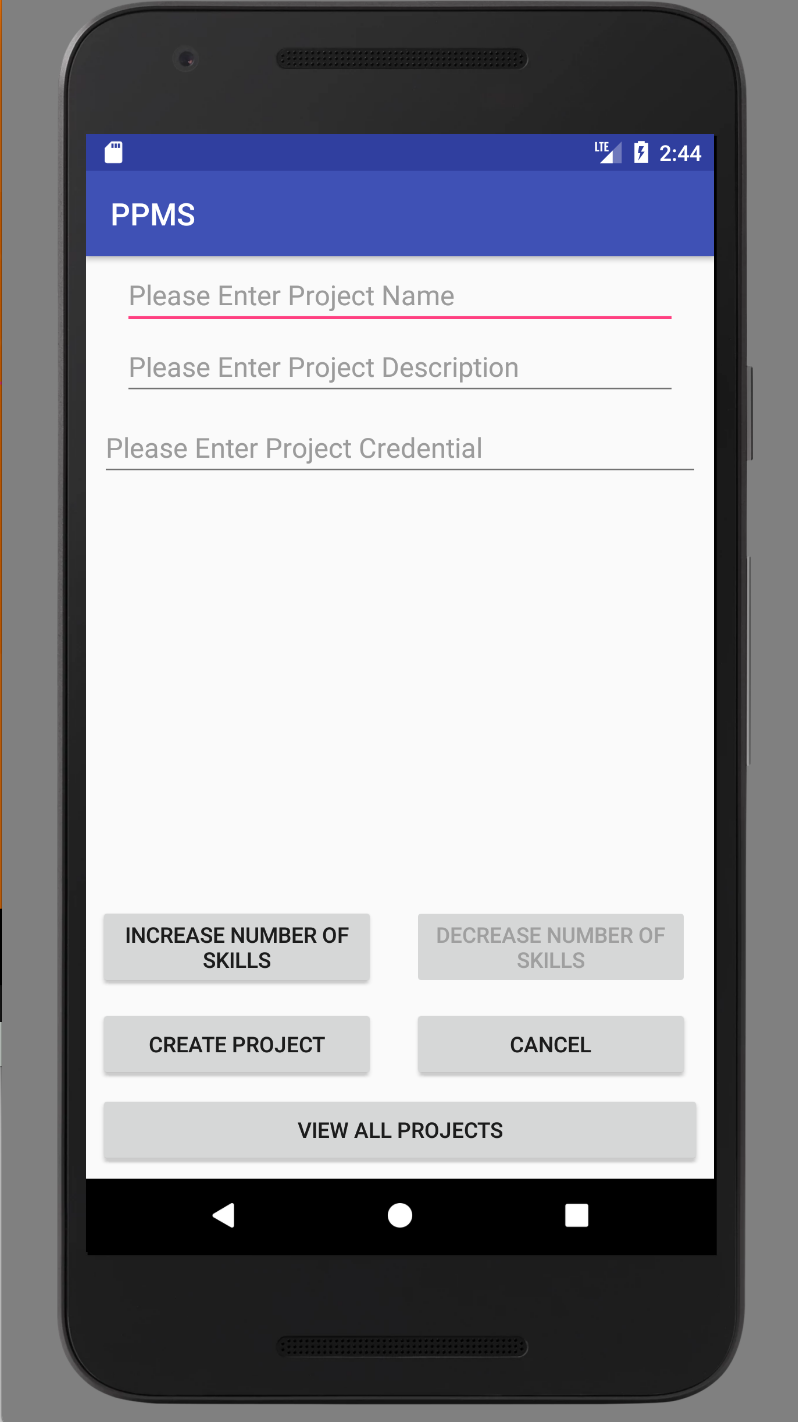 LTE 2:44
PPMS
Please Enter Project Name
Please Enter Project Description
Please Enter Project Credential
INCREASE NUMBER OF
SKILLS
DECREASE NUMBER OF
SKILLS
CREATE PROJECT
CANCEL
VIEW ALL PROJECTS